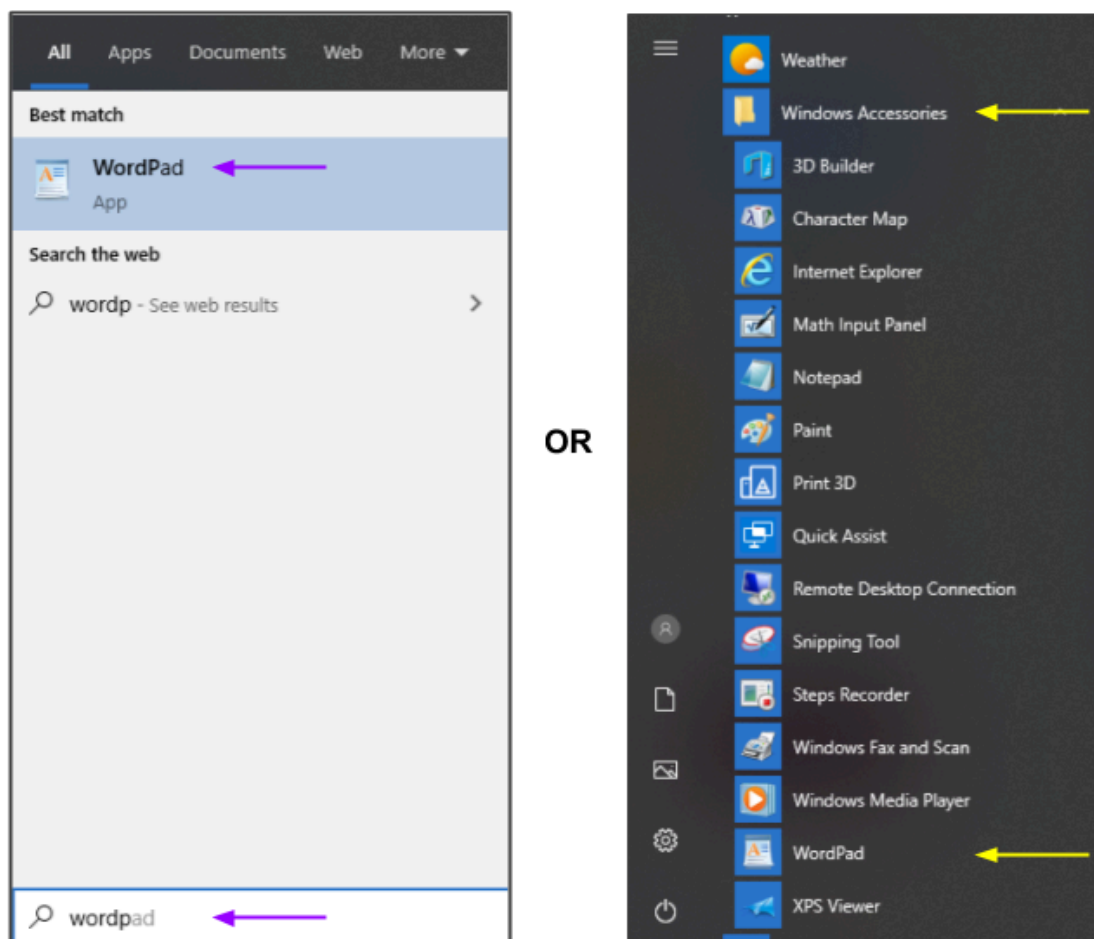 All Apps Documents Web More
Best match
WordPad
App
Search the web
wordp - See web results
wordpad
OR
Weather
Windows Accessories
3D Builder
Character Map
Internet Explorer
Math Input Panel
Notepad
Paint
Print 3D
Quick Assist
Remote Desktop Connection
Snipping Tool
Steps Recorder
Windows Fax and Scan
Windows Media Player
WordPad
XPS Viewer